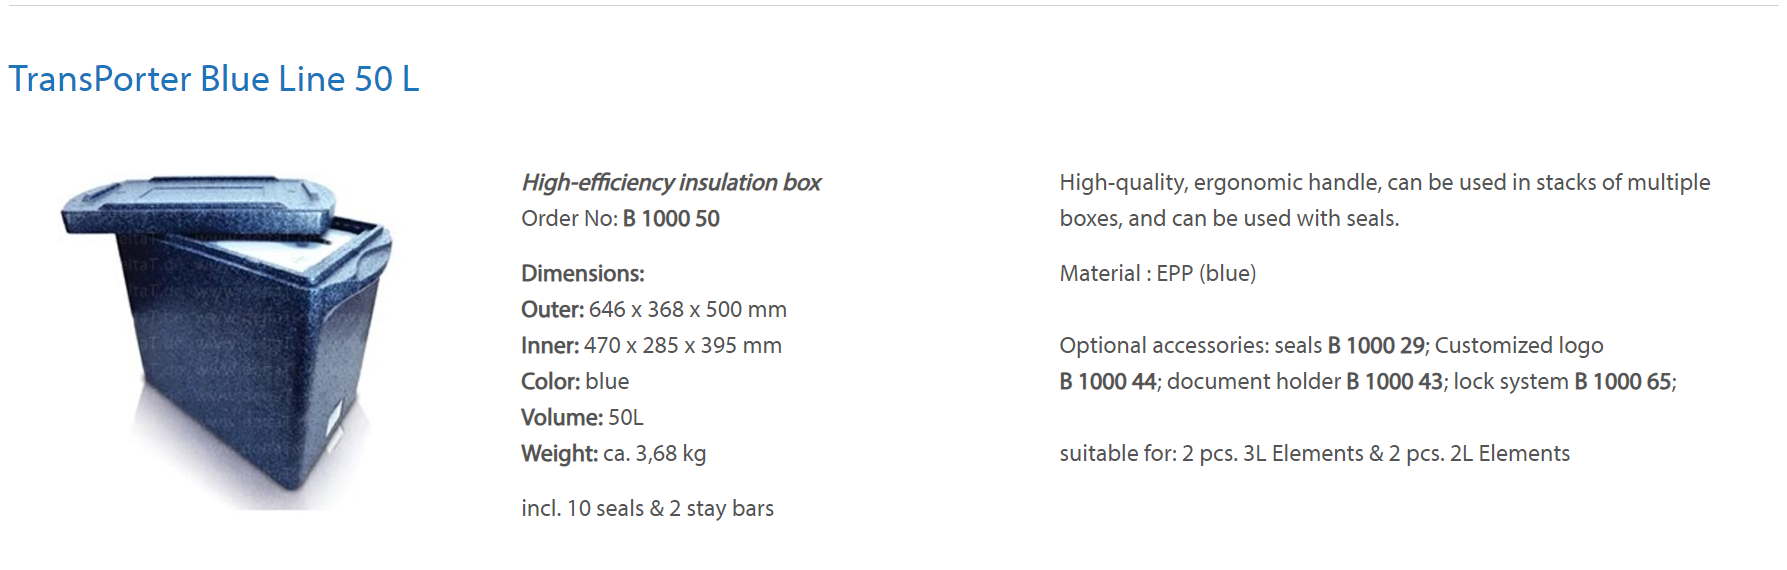 TransPorter Blue Line 50 L
High-efficiency insulation box
Order No: B 1000 50
Dimensions:
Outer: 646 x 368 x 500 mm
Inner: 470 x 285 x 395 mm
Color: blue
Volume: 50L
Weight: ca. 3,68 kg
incl. 10 seals & 2 stay bars
High-quality, ergonomic handle, can be used in stacks of multiple
boxes, and can be used with seals.
Material : EPP (blue)
Optional accessories: seals B 1000 29; Customized logo
B 1000 44; document holder B 1000 43; lock system B 1000 65;
suitable for: 2 pcs. 3L Elements & 2 pcs. 2L Elements